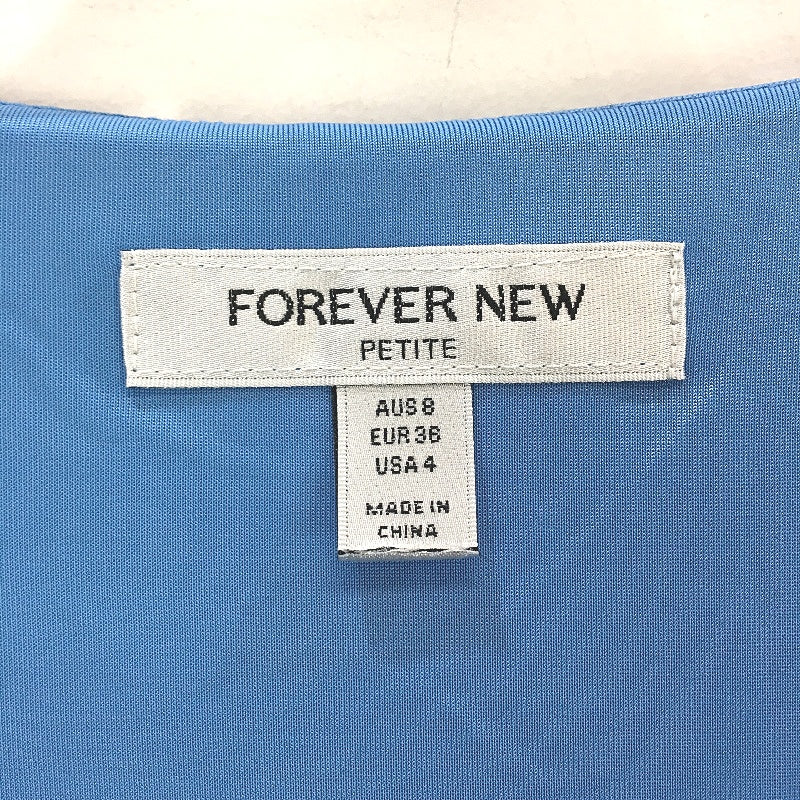 FOREVER NEW
PETITE
AUS 8
EUR 36
USA 4
MADE IN
CHINA